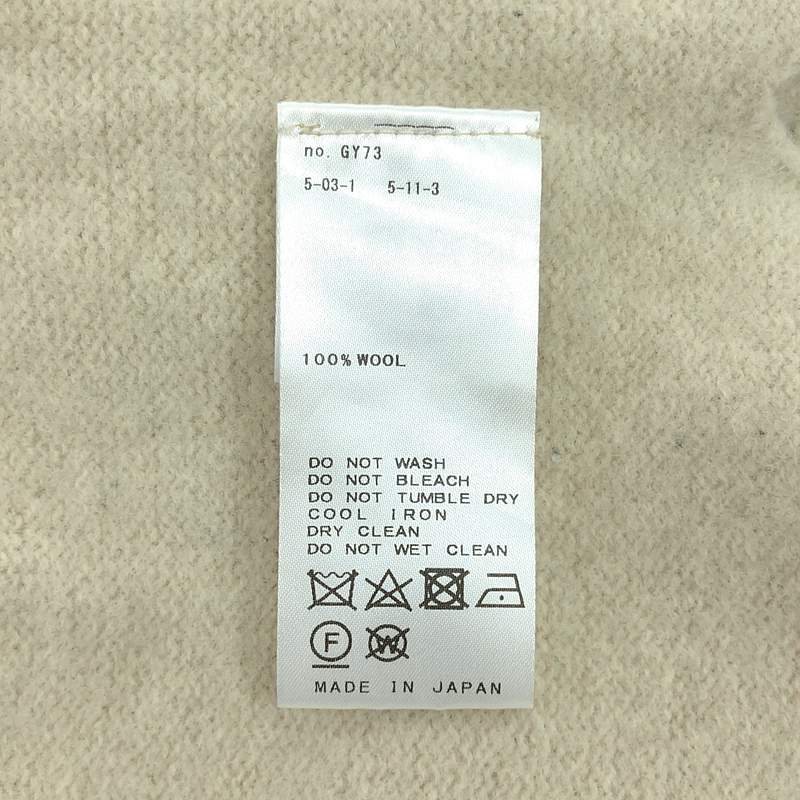 no. GY73
5-03-1 5-11-3
100% WOOL
DO NOT WASH
DO NOT BLEACH
DO NOT TUMBLE DRY
COOL IRON
DRY CLEAN
DO NOT WET CLEAN
F W
MADE IN JAPAN